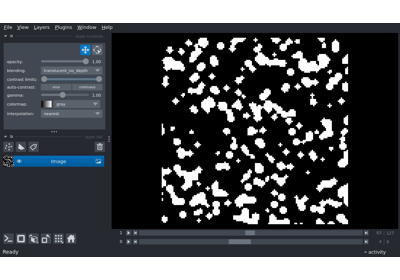 File View Layers Plugins Window Help
opacity: 1.00
blending: translucent_no_depth
contrast limits:
auto-contrast: once continuous
gamma: 1.00
colormap: gray
interpolation: nearest
Image
1
0
Ready
activity